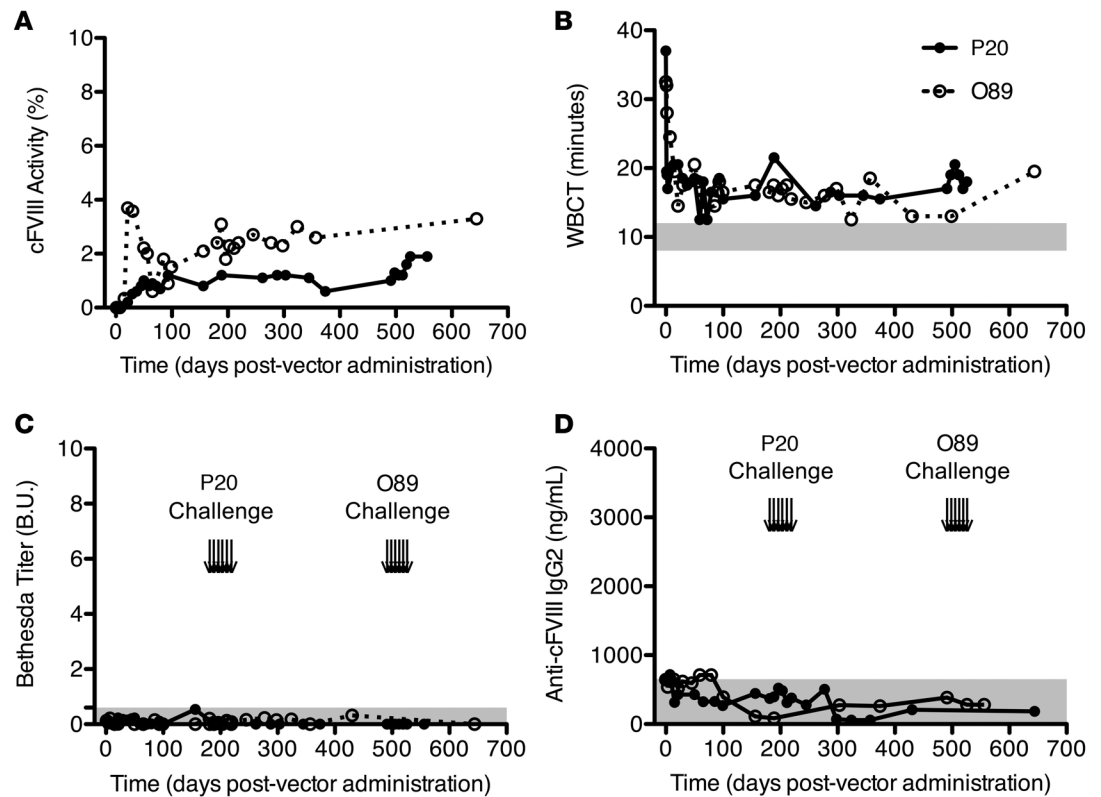 A
10
8
6
4
2
0
cFVIII Activity (%)
0 100 200 300 400 500 600 700
Time (days post-vector administration)
B
40
30
20
10
0
WBCT (minutes)
P20
O89
0 100 200 300 400 500 600 700
Time (days post-vector administration)
C
10
8
6
4
2
0
Bethesda Titer (B.U.)
P20
Challenge
O89
Challenge
0 100 200 300 400 500 600 700
Time (days post-vector administration)
D
4000
3000
2000
1000
0
Anti-cFVIII IgG2 (ng/mL)
P20
Challenge
O89
Challenge
0 100 200 300 400 500 600 700
Time (days post-vector administration)